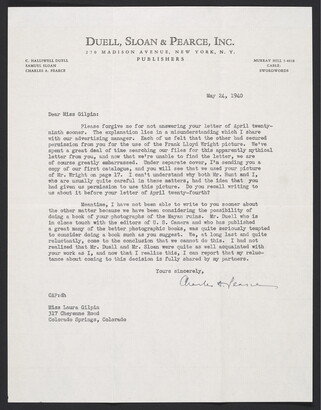 DUELL, SLOAN & PEARCE, INC.
270 MADISON AVENUE, NEW YORK, N. Y.
PUBLISHERS
C. HALLIWELL DUELL
SAMUEL SLOAN
CHARLES A. PEARCE
MURRAY HILL
CABLE:
SWORDWORDS
May 24, 1940
Dear Miss Gilpin:
Please forgive us for not answering your letter of April twenty-
ninth sooner. The explanation lies in a misunderstanding which I share
with our advertising manager. Each of us felt that the other had secured
permission from you for the use of the Frank Lloyd Wright picture. We've
spent a great deal of time searching our files for this apparently mythical
letter from you, and now that we're unable to find the letter, we are
of course greatly embarrassed. Under separate cover, I'm sending you a
copy of our first catalogue, and you will see that we used your picture
of Mr. Wright on page 17. I can't understand why both Mr. and I,
who are usually quite careful in these matters, had the idea that you
had given us permission to use this picture. Do you recall writing to
us about it before your letter of April twenty-fourth?
Meantime, I have not been able to write to you sooner about
the other matter because we have been considering the possibility of
doing a book of your photographs of the Mayan ruins. Mr. Duell who is
in close touch with the editors of U. S. Camera and who has published
a great many of the better photographic books, was quite seriously tempted
to consider doing a book such as you suggest. We, at long last and quite
reluctantly, come to the conclusion that we cannot do this. I had not
realized that Mr. Duell and Mr. Sloan were quite as well acquainted with
your work as I, and now that I realize this, I can report that my reluc-
tance about coming to this decision is fully shared by my partners.
Yours sincerely,
Charles A Pearce
CAP:
Miss Laura Gilpin
317 Cheyenne Road
Colorado Springs, Colorado